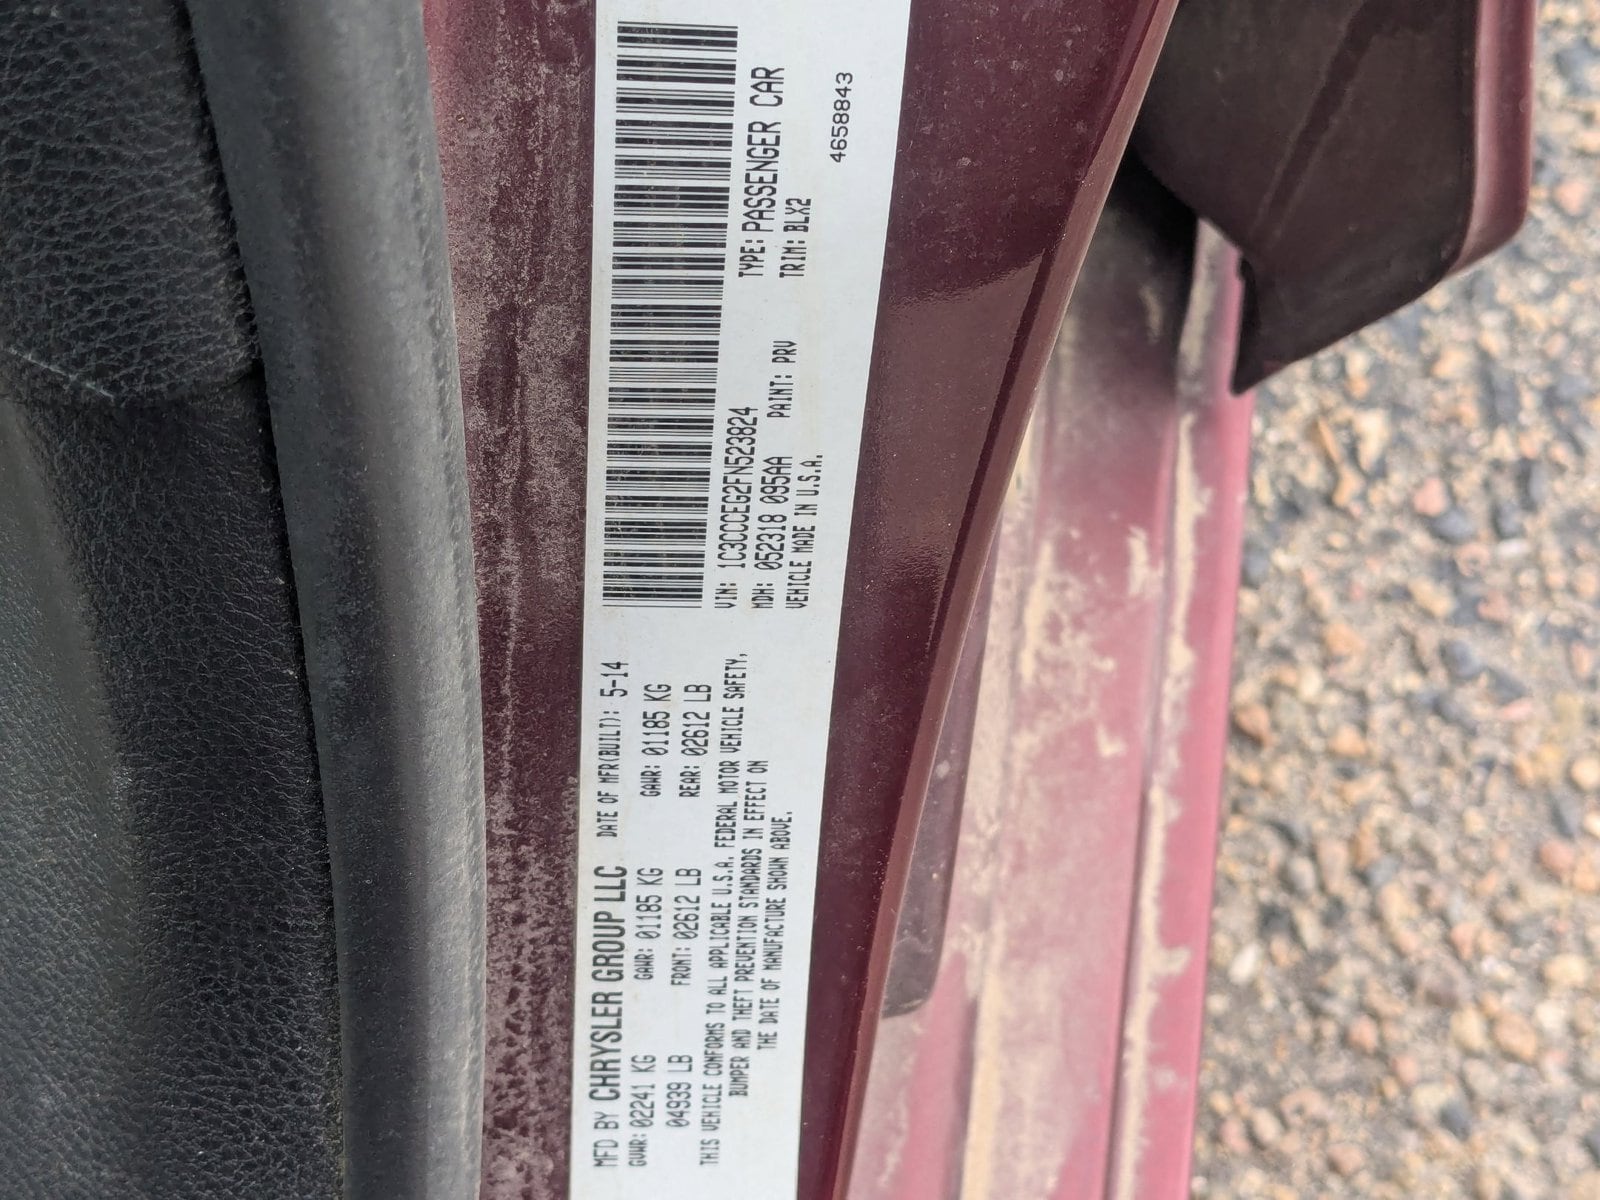 MFD BY CHRYSLER GROUP LLC DATE OF MFR(BUILT): 5-14
GVWR: 02241 KG GAWR: 01185 KG GAWR: 01185 KG
04939 LB FRONT: 02612 LB REAR: 02612 LB
THIS VEHICLE CONFORMS TO ALL APPLICABLE U.S.A. FEDERAL MOTOR VEHICLE SAFETY,
BUMPER AND THEFT PREVENTION STANDARDS IN EFFECT ON
THE DATE OF MANUFACTURE SHOWN ABOVE.
VIN: 1C3CCCEG2FN523824 TYPE: PASSENGER CAR
MDH: 052318 095AA PAINT: PRV TRIM: BLX2
VEHICLE MADE IN U.S.A.
4658843